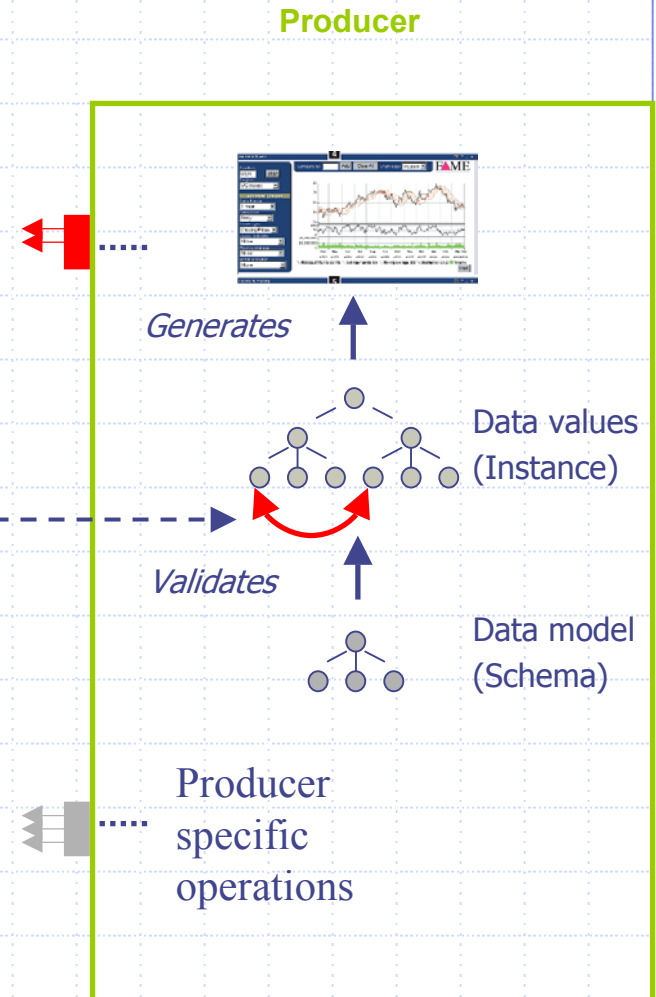 Producer
FAME
Generates
Data values
(Instance)
Validates
Data model
(Schema)
Producer
specific
operations